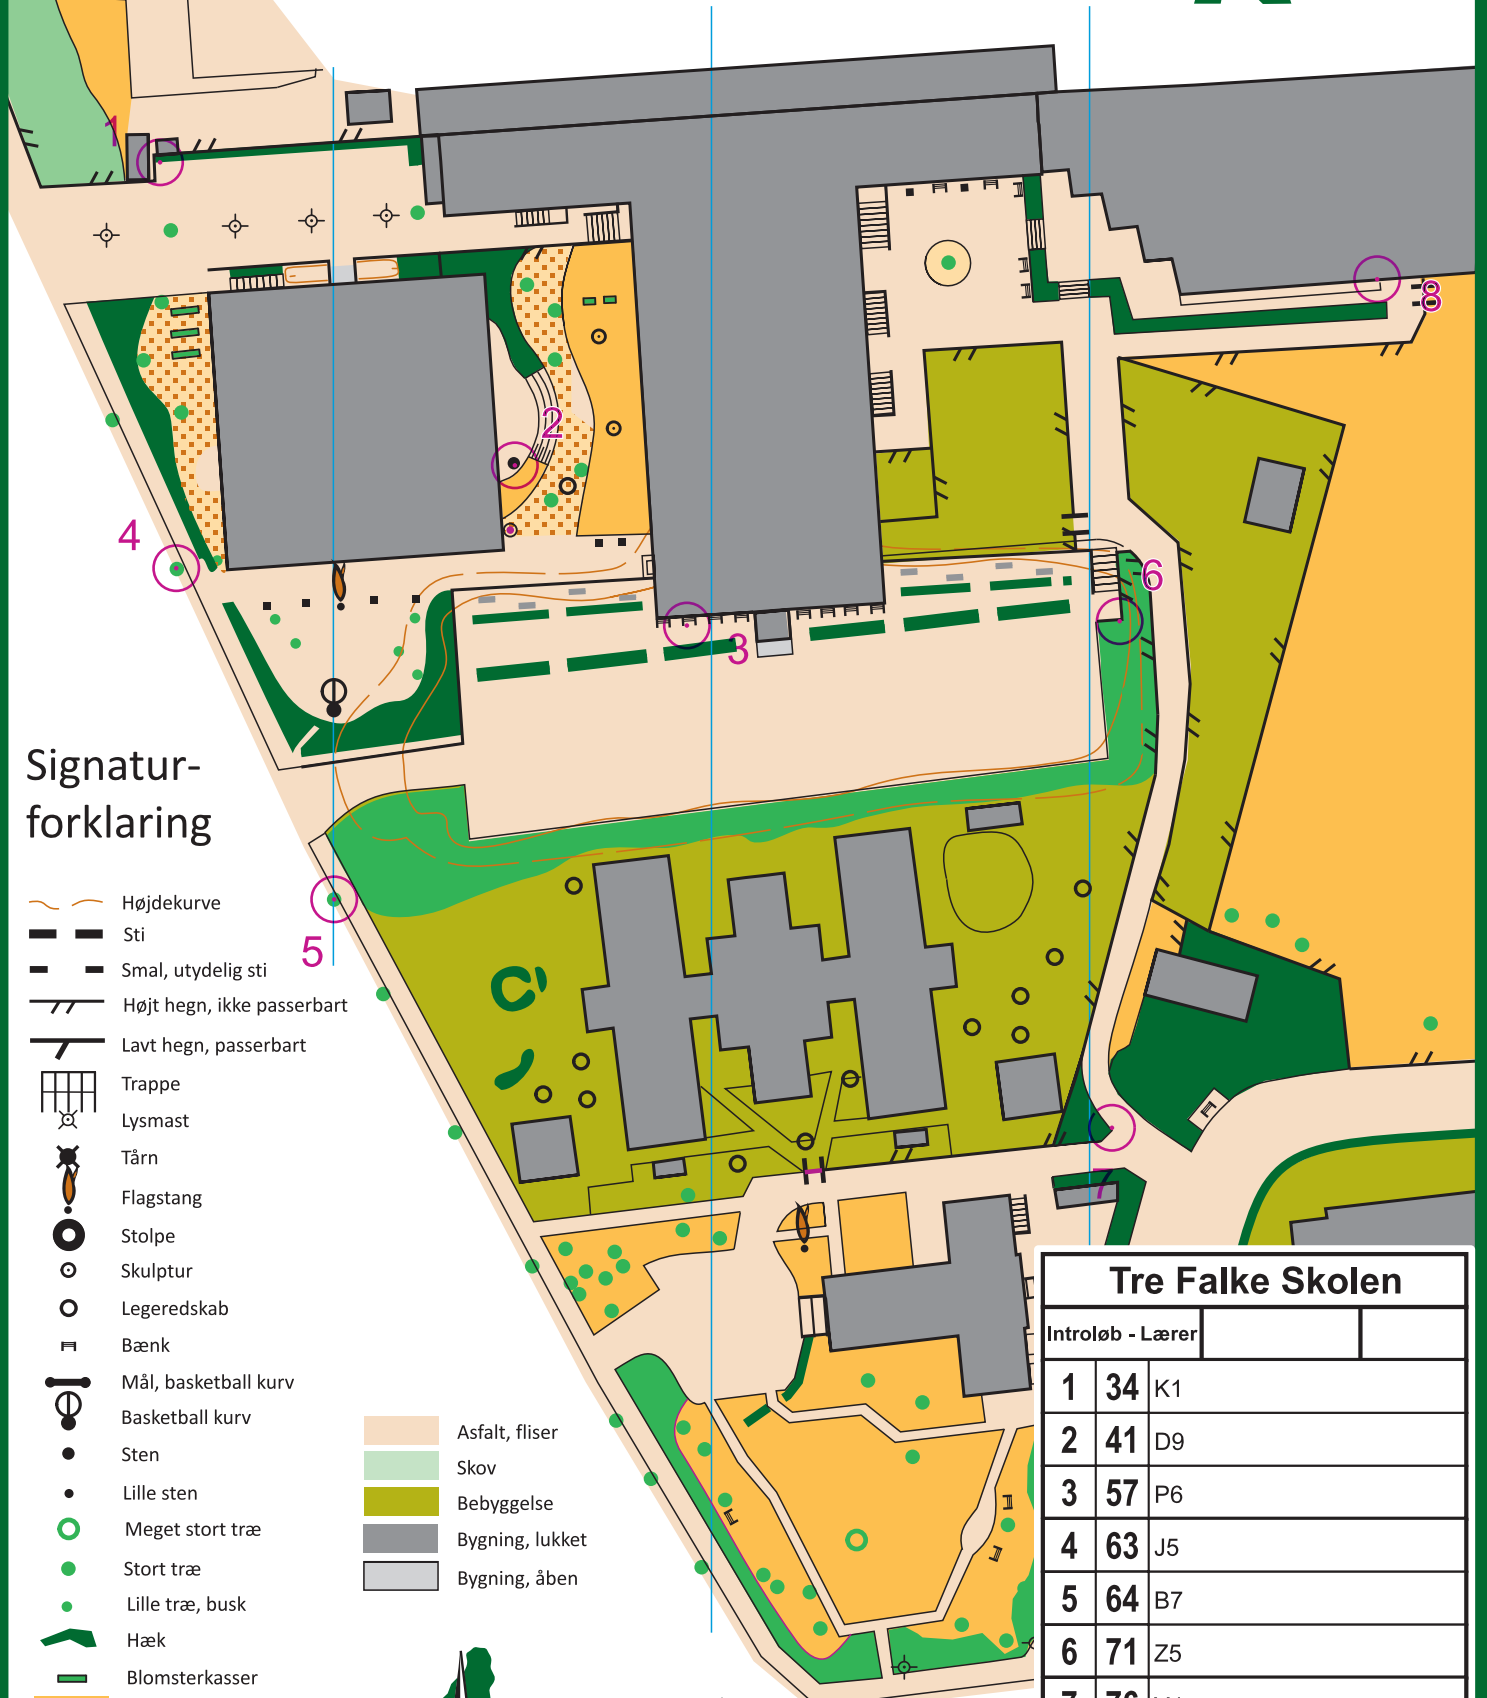 1
2
3
4
5
6
7
8
Signatur-
forklaring
Højdekurve
Sti
Smal, utydelig sti
Højt hegn, ikke passerbart
Lavt hegn, passerbart
Trappe
Lysmast
Tårn
Flagstang
Stolpe
Skulptur
Legeredskab
Bænk
Mål, basketball kurv
Basketball kurv
Sten
Lille sten
Meget stort træ
Stort træ
Lille træ, busk
Hæk
Blomsterkasser
Asfalt, fliser
Skov
Bebyggelse
Bygning, lukket
Bygning, åben
Tre Falke Skolen
Introløb - Lærer
1 34 K1
2 41 D9
3 57 P6
4 63 J5
5 64 B7
6 71 Z5
7 76